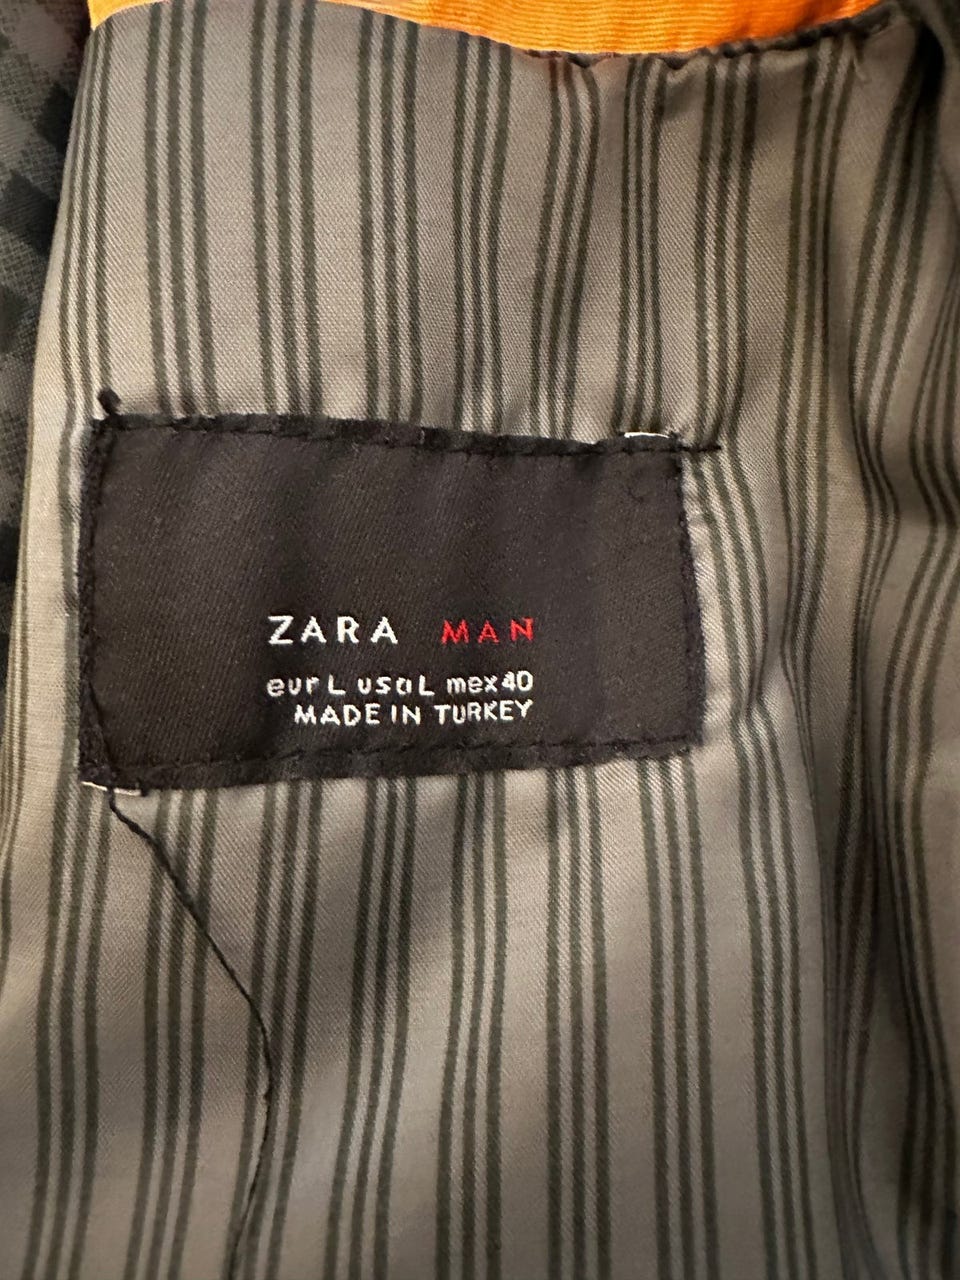 ZARA MAN
eur L usa L mex 40
MADE IN TURKEY